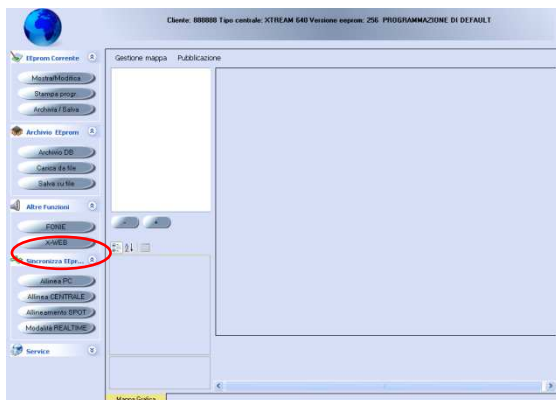 Cliente: 888888 Tipo centrale: XTREAM 640 Versione eeprom: 256 PROGRAMMAZIONE DI DEFAULT
EEprom Corrente
Mostra/Modifica
Stampa progr.
Archivia / Salva
Archivio EEprom
Archivio DB
Carica da file
Salva su file
Altre Funzioni
FONIE
X-WEB
Sincronizza EEpr...
Allinea PC
Allinea CENTRALE
Allineamento SPOT
Modalità REALTIME
Service
Gestione mappa Pubblicazione
- +
Mappa Grafica